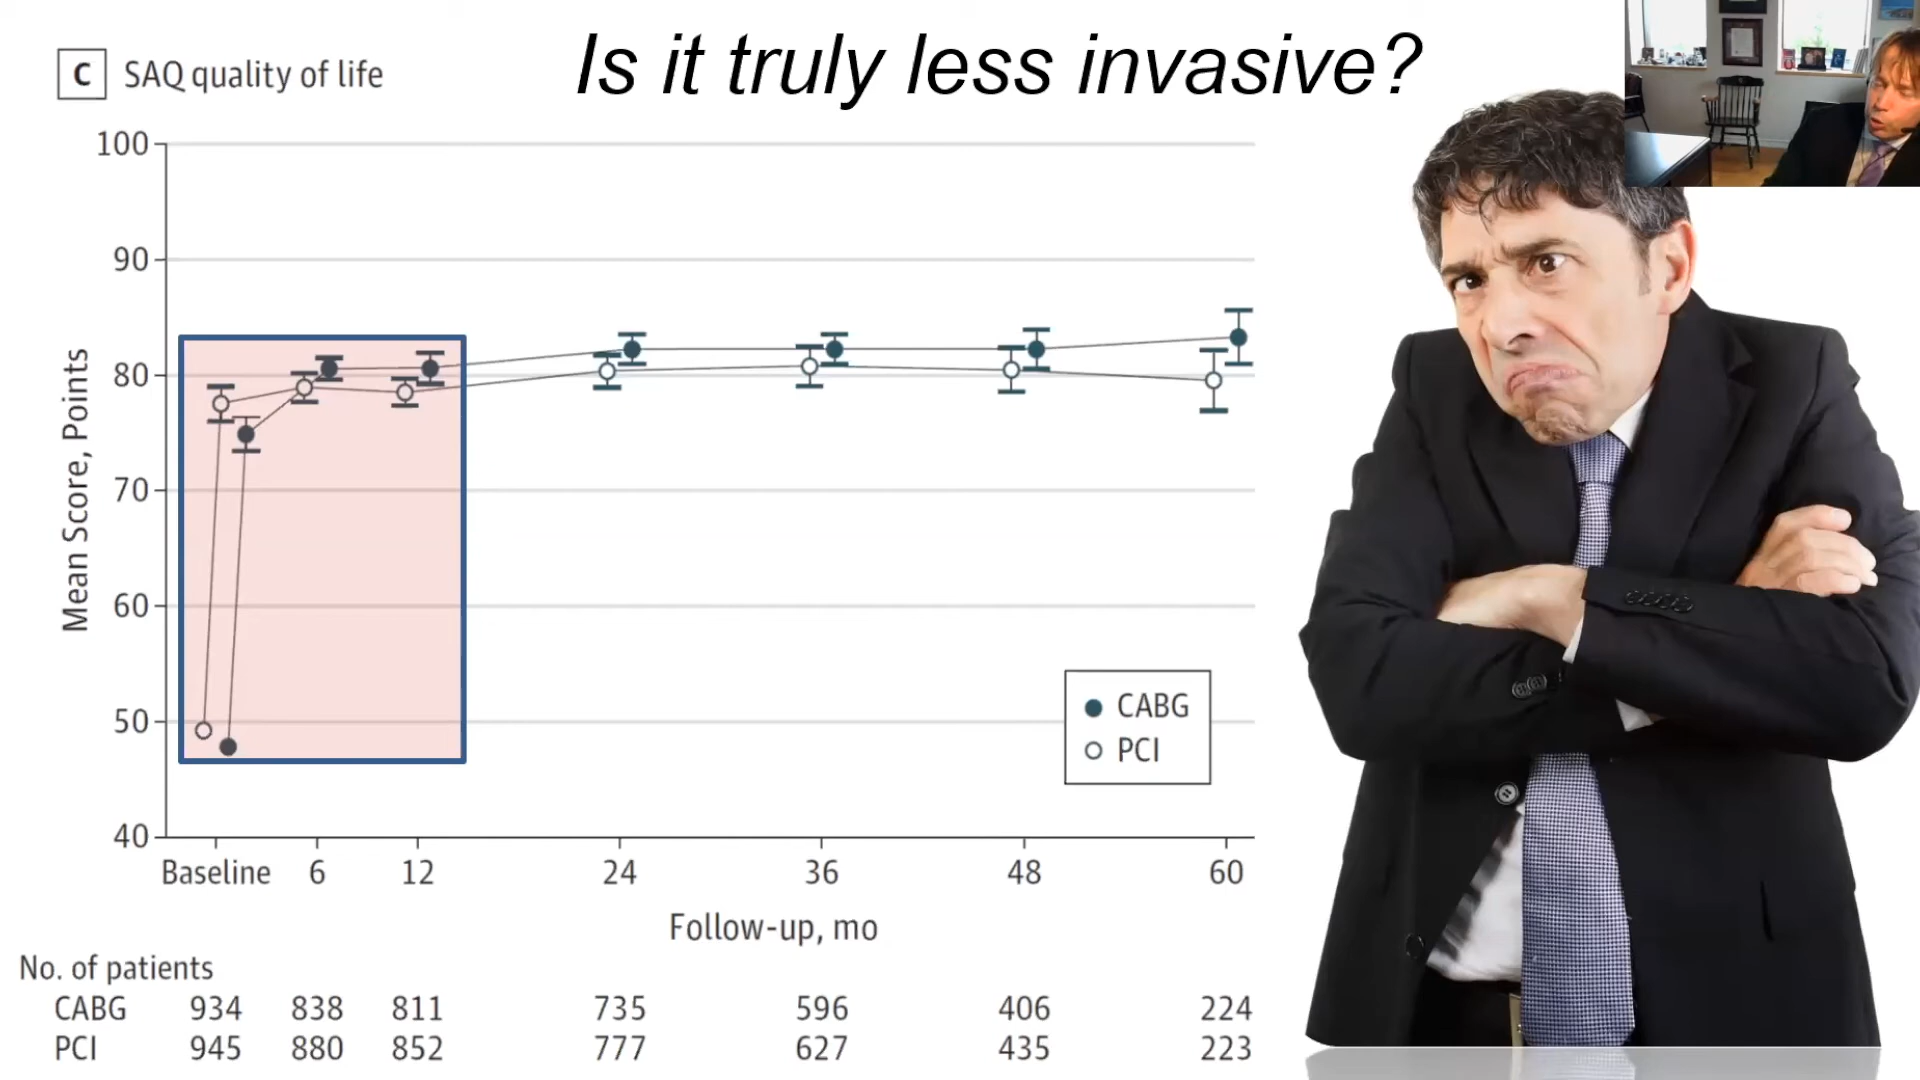 Is it truly less invasive?
C SAQ quality of life
100
90
80
70
60
50
40
Mean Score, Points
CABG
PCI
Baseline 6 12 24 36 48 60
Follow-up, mo
No. of patients
CABG 934 838 811 735 596 406 224
PCI 945 880 852 777 627 435 223